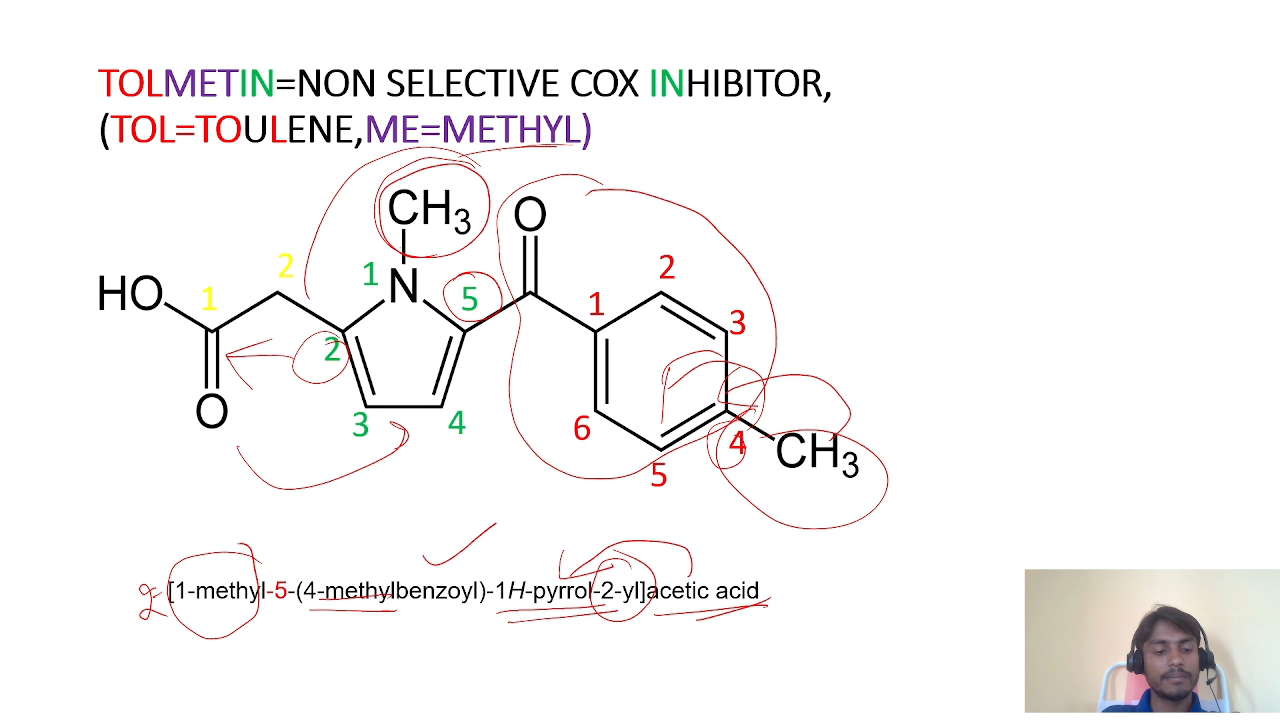 TOLMETIN=NON SELECTIVE COX INHIBITOR,
(TOL=TOULENE,ME=METHYL)
CH3
O
2
2
HO
1
1
N
5
1
3
2
O
3
4
6
4
CH3
5
2[1-methyl-5-(4-methylbenzoyl)-1H-pyrrol-2-yl]acetic acid